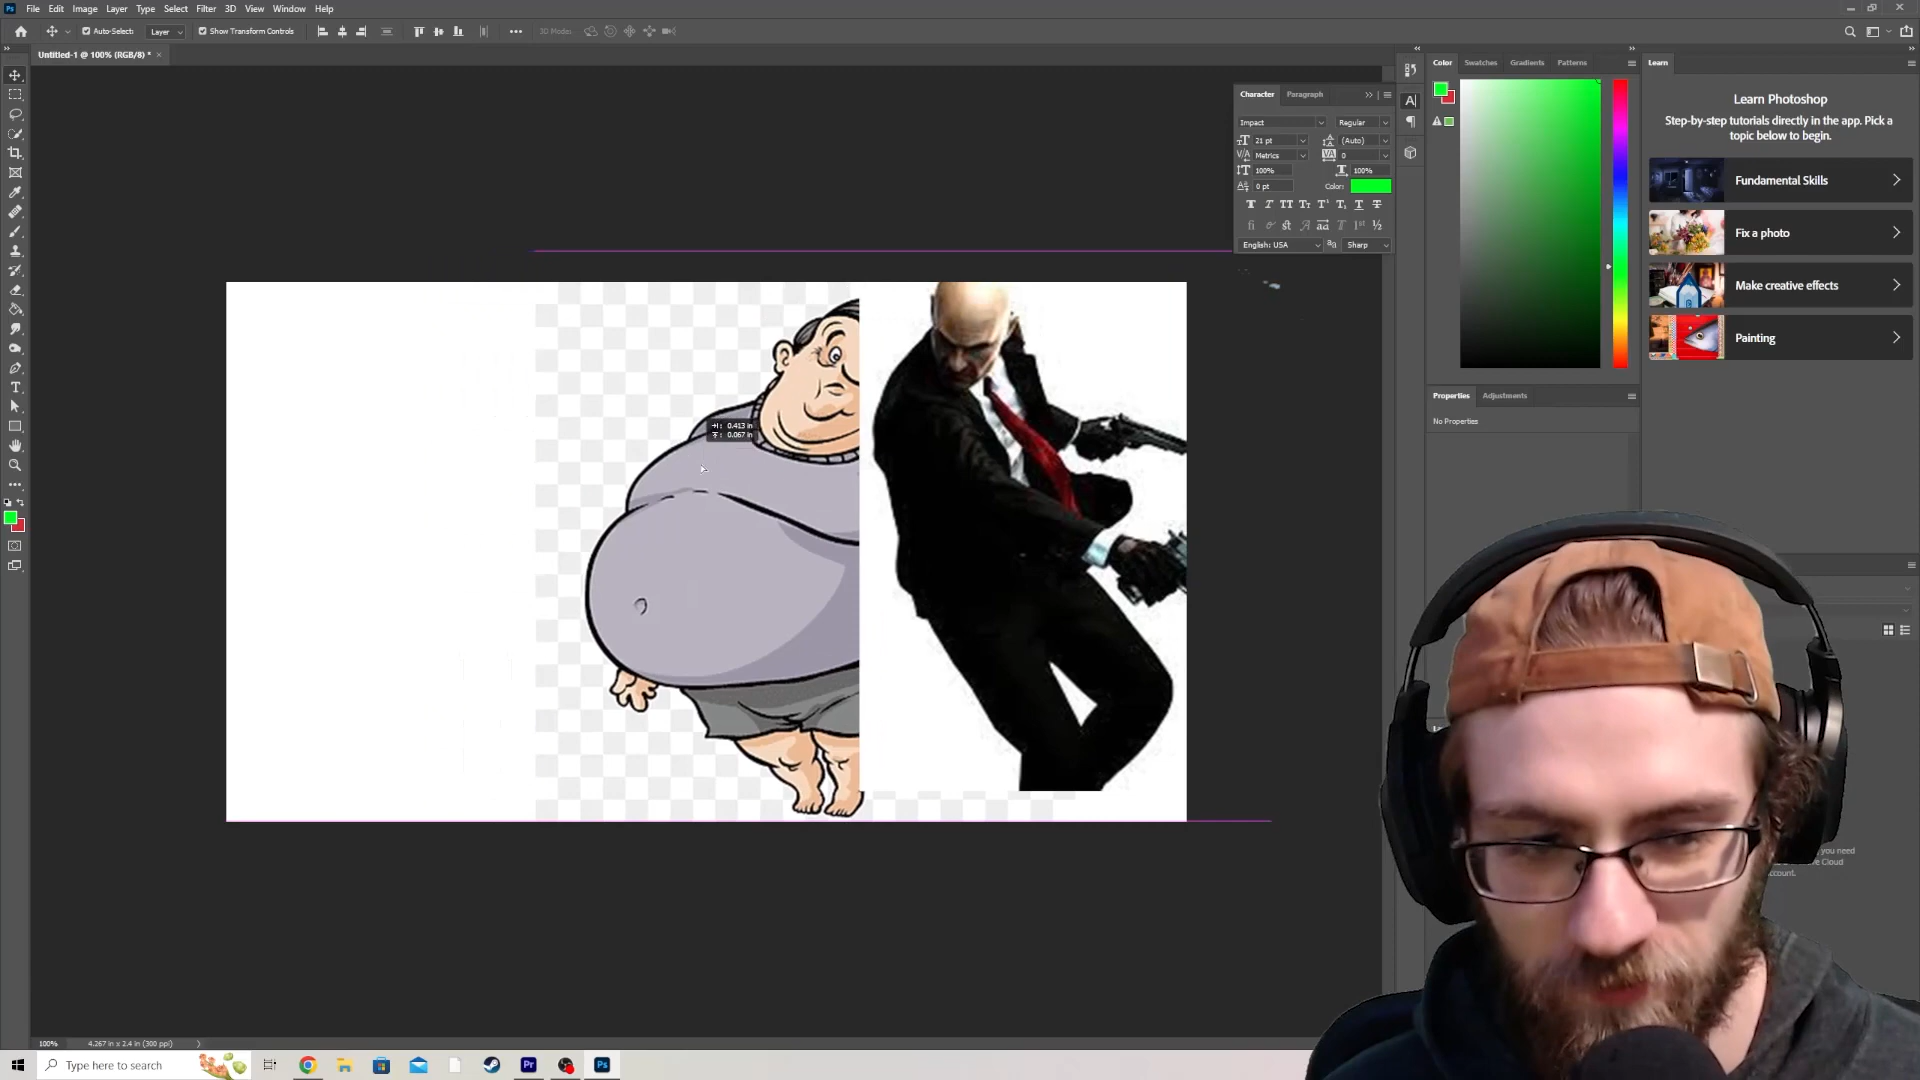 File Edit Image Layer Type Select Filter 3D View Window Help
Auto-Select: Layer Show Transform Controls 3D Mode:
Untitled-1 @ 100% (RGB/8) *
Character Paragraph
Impact Regular
21 pt (Auto)
Metrics 0
100% 100%
0 pt Color:
English: USA Sharp
Color Swatches Gradients Patterns
Properties Adjustments
No Properties
Learn
Learn Photoshop
Step-by-step tutorials directly in the app. Pick a
topic below to begin.
Fundamental Skills
Fix a photo
Make creative effects
Painting
0.413 in
0.067 in
you need
Cloud
ccount.
100% 4.267 in x 2.4 in (300 ppi)
Type here to search